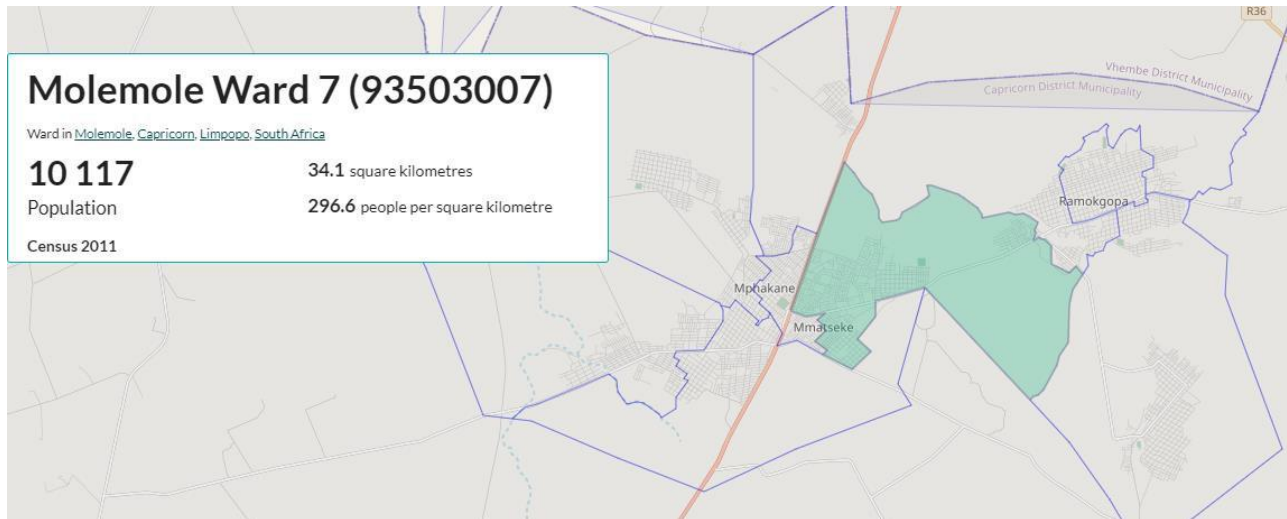 R36
Molemole Ward 7 (93503007)
Ward in Molemole, Capricorn, Limpopo, South Africa
10 117
Population
34.1 square kilometres
296.6 people per square kilometre
Census 2011
Vhembe District Municipality
Capricorn District Municipality
Ramokgopa
Mphakane
Mmatseke